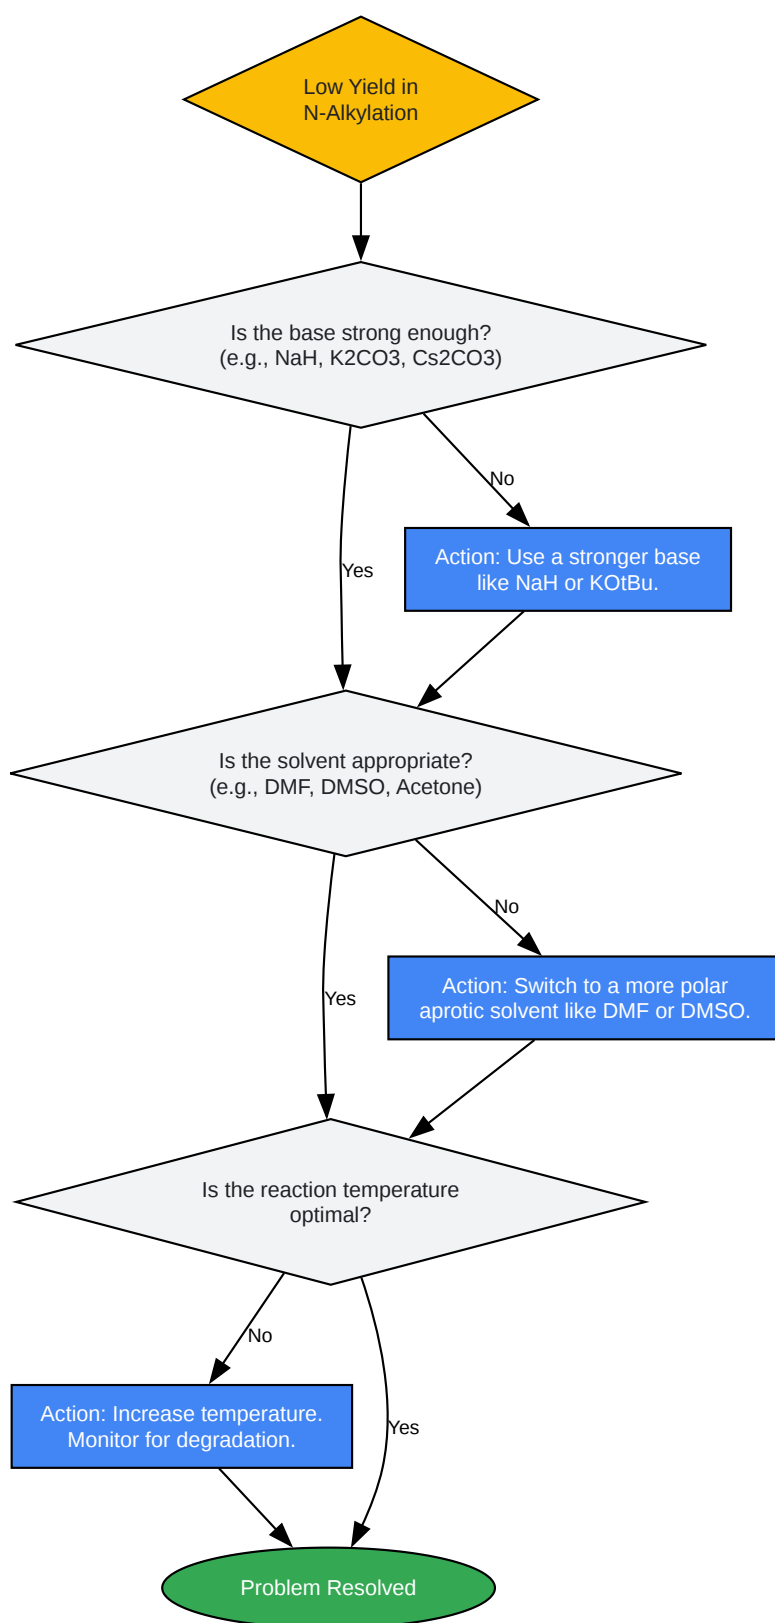 Low Yield in
N-Alkylation
Is the base strong enough?
(e.g., NaH, K2CO3, Cs2CO3)
No
Action: Use a stronger base
like NaH or KOtBu.
Yes
Is the solvent appropriate?
(e.g., DMF, DMSO, Acetone)
No
Action: Switch to a more polar
aprotic solvent like DMF or DMSO.
Yes
Is the reaction temperature
optimal?
No
Action: Increase temperature.
Monitor for degradation.
Yes
Problem Resolved